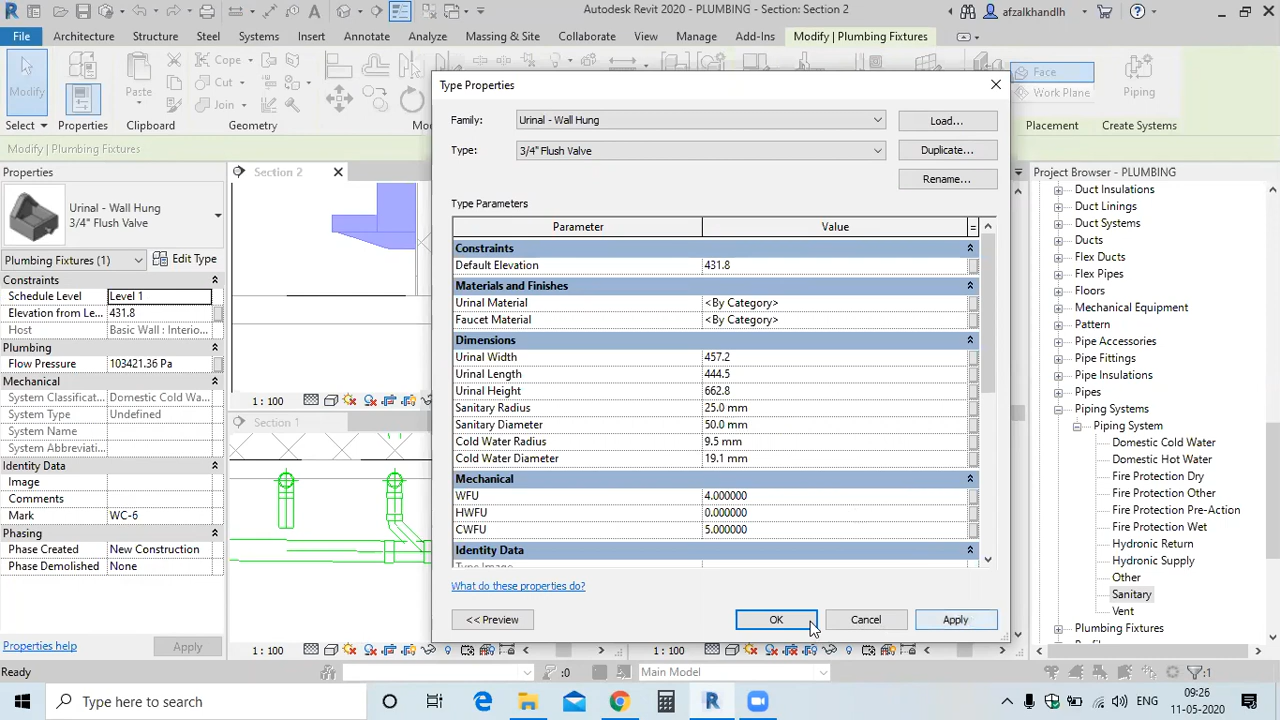 Autodesk Revit 2020 - PLUMBING - Section: Section 2
afzalkhandlh
File Architecture Structure Steel Systems Insert Annotate Analyze Massing & Site Collaborate View Manage Add-Ins Modify | Plumbing Fixtures
Modify
Paste
Cope
Cut
Join
Face
Work Plane
Piping
Select Properties Clipboard Geometry Placement Create Systems
Modify | Plumbing Fixtures
Properties
Urinal - Wall Hung
3/4" Flush Valve
Plumbing Fixtures (1) Edit Type
Constraints
Schedule Level Level 1
Elevation from Le... 431.8
Host Basic Wall : Interio...
Plumbing
Flow Pressure 103421.36 Pa
Mechanical
System Classificat... Domestic Cold Wa...
System Type Undefined
System Name
System Abbreviati...
Identity Data
Image
Comments
Mark WC-6
Phasing
Phase Created New Construction
Phase Demolished None
Properties help Apply
Section 2
1 : 100
Section 1
1 : 100
1 : 100
Type Properties
Family: Urinal - Wall Hung Load...
Type: 3/4" Flush Valve Duplicate...
Rename...
Type Parameters
Parameter Value =
Constraints
Default Elevation 431.8
Materials and Finishes
Urinal Material <By Category>
Faucet Material <By Category>
Dimensions
Urinal Width 457.2
Urinal Length 444.5
Urinal Height 662.8
Sanitary Radius 25.0 mm
Sanitary Diameter 50.0 mm
Cold Water Radius 9.5 mm
Cold Water Diameter 19.1 mm
Mechanical
WFU 4.000000
HWFU 0.000000
CWFU 5.000000
Identity Data
Type Image
What do these properties do?
<< Preview OK Cancel Apply
Project Browser - PLUMBING
Duct Insulations
Duct Linings
Duct Systems
Ducts
Flex Ducts
Flex Pipes
Floors
Mechanical Equipment
Pattern
Pipe Accessories
Pipe Fittings
Pipe Insulations
Pipes
Piping Systems
Piping System
Domestic Cold Water
Domestic Hot Water
Fire Protection Dry
Fire Protection Other
Fire Protection Pre-Action
Fire Protection Wet
Hydronic Return
Hydronic Supply
Other
Sanitary
Vent
Plumbing Fixtures
Ready :0 Main Model :1
Type here to search
ENG
09:26
11-05-2020